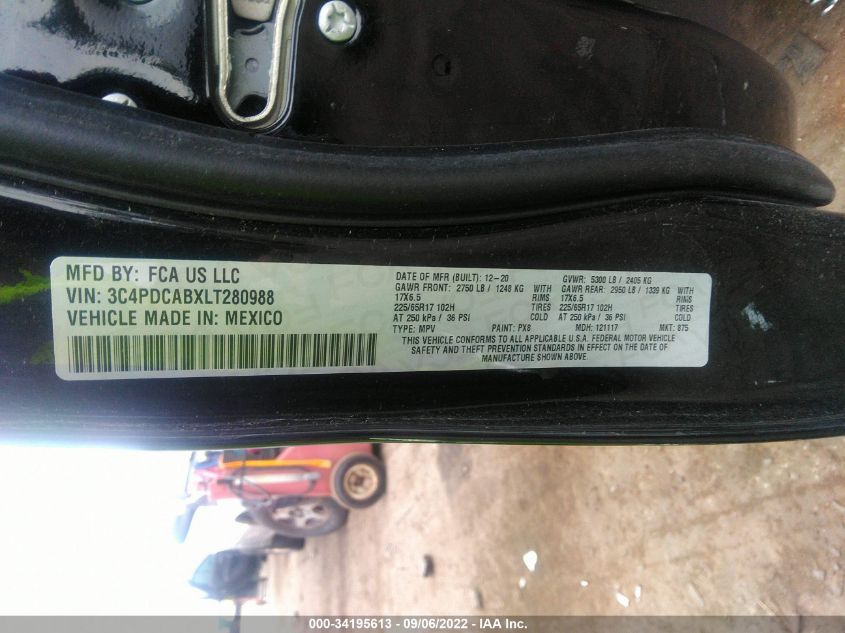 MFD BY: FCA US LLC
VIN: 3C4PDCABXLT280988
VEHICLE MADE IN: MEXICO
DATE OF MFR (BUILT): 12-20
GVWR: 5300 LB / 2405 KG
GAWR FRONT: 2750 LB / 1248 KG WITH
17X6.5 RIMS
225/65R17 102H TIRES
AT 250 kPa / 36 PSI COLD
GAWR REAR: 2950 LB / 1339 KG WITH
17X6.5 RIMS
225/65R17 102H TIRES
AT 250 kPa / 36 PSI COLD
TYPE: MPV PAINT: PX8 MDH: 121117 MKT: 875
THIS VEHICLE CONFORMS TO ALL APPLICABLE U.S.A. FEDERAL MOTOR VEHICLE
SAFETY AND THEFT PREVENTION STANDARDS IN EFFECT ON THE DATE OF
MANUFACTURE SHOWN ABOVE.
000-34195613 - 09/06/2022 - IAA Inc.